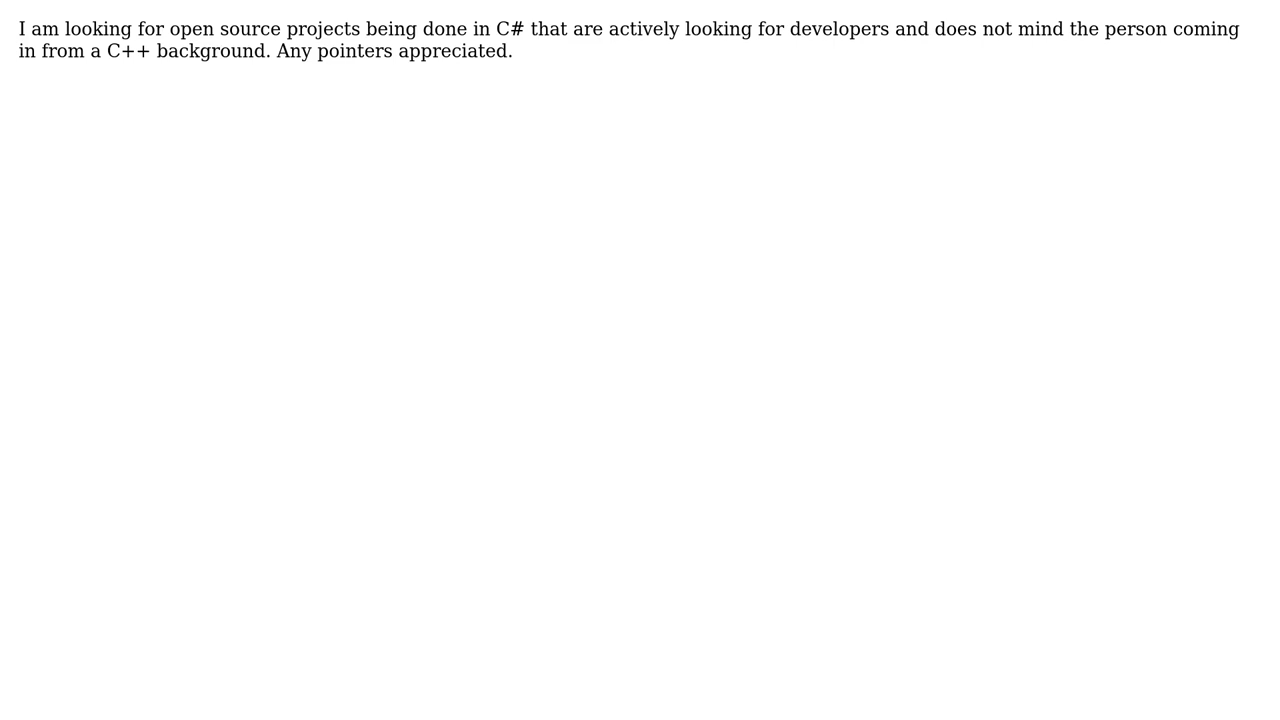 I am looking for open source projects being done in C# that are actively looking for developers and does not mind the person coming
in from a C++ background. Any pointers appreciated.